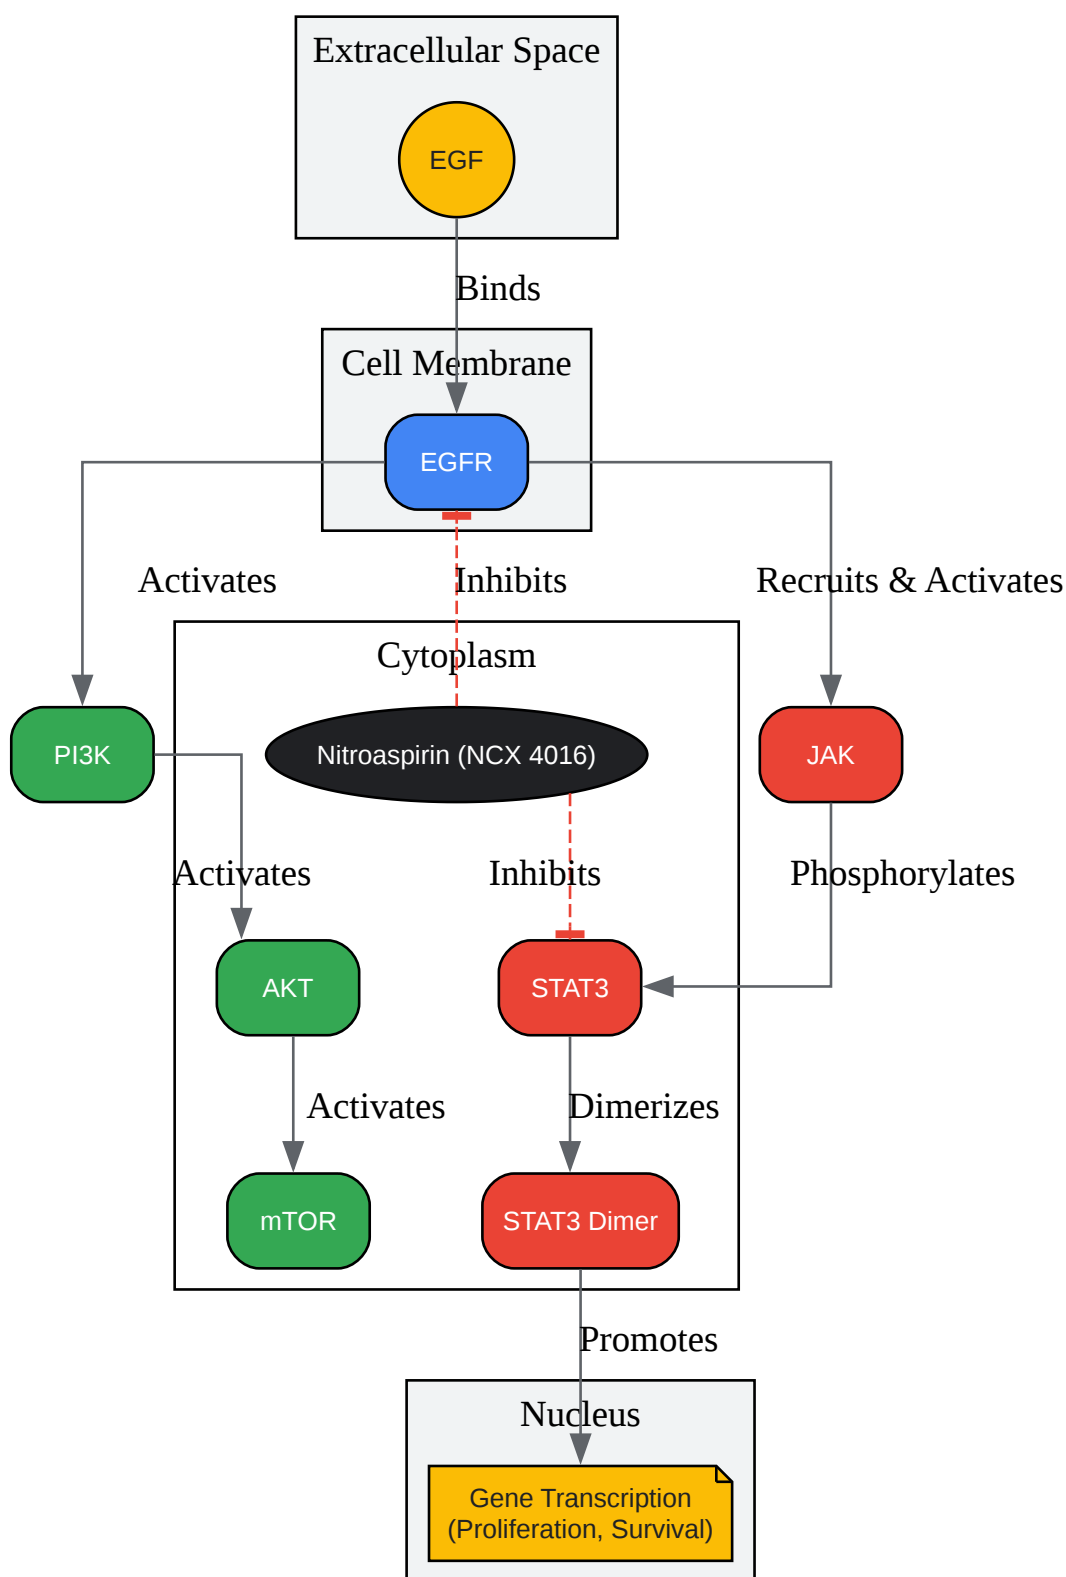 Extracellular Space
EGF
Binds
Cell Membrane
EGFR
Activates
Inhibits
Recruits & Activates
Cytoplasm
PI3K
Nitroaspirin (NCX 4016)
JAK
Activates
Inhibits
Phosphorylates
AKT
STAT3
Activates
Dimerizes
mTOR
STAT3 Dimer
Promotes
Nucleus
Gene Transcription
(Proliferation, Survival)